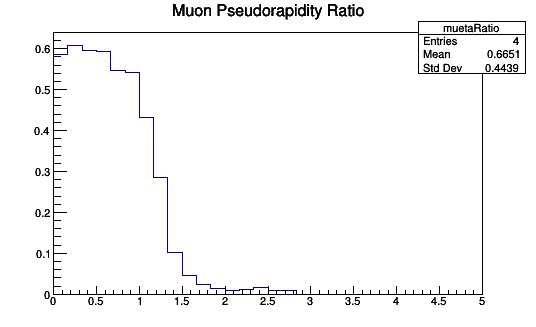 Muon Pseudorapidity Ratio
muetaRatio
Entries 4
Mean 0.6651
Std Dev 0.4439
0.6
0.5
0.4
0.3
0.2
0.1
0
0 0.5 1 1.5 2 2.5 3 3.5 4 4.5 5